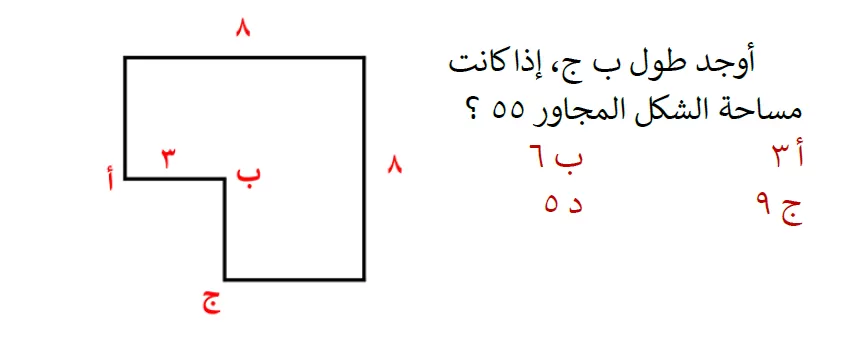 أوجد طول ب ج، إذا كانت
مساحة الشكل المجاور ٥٥ ؟
أ ٣ ب ٦
ج ٩ د ٥
٨
٨
٣
أ
ب
ج